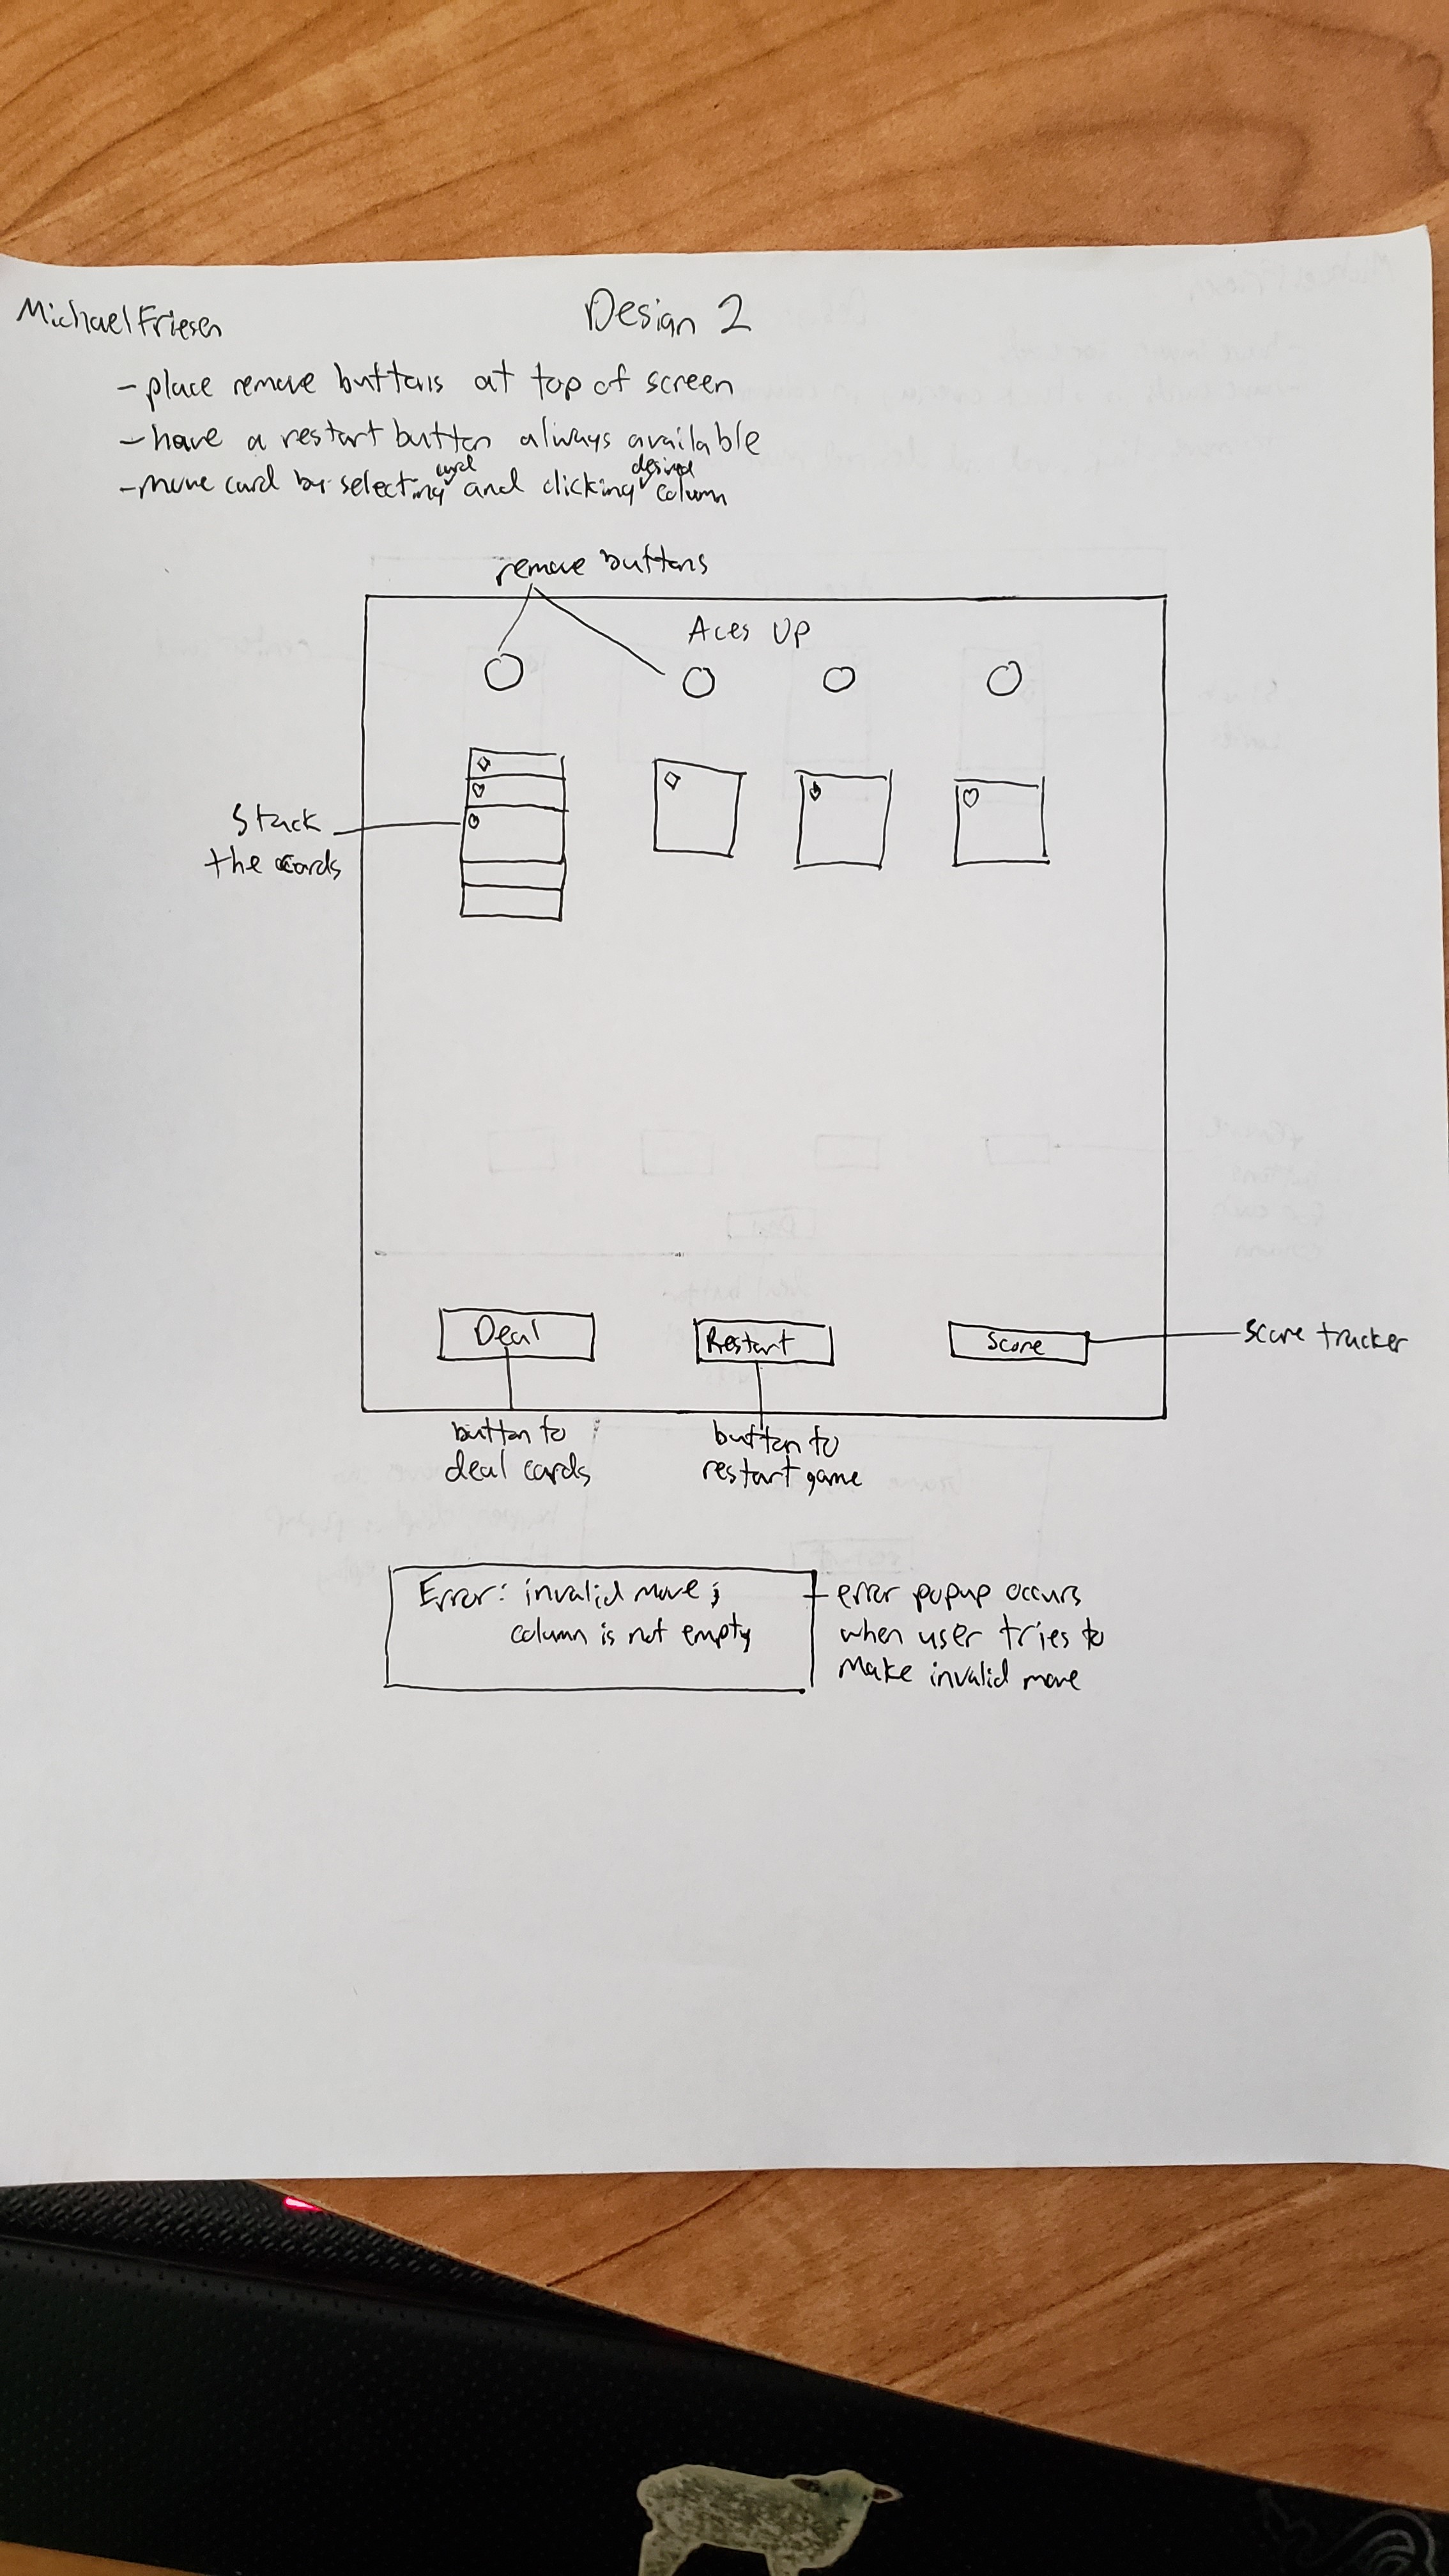 Michael Friesen
Design 2
- place remove buttons at top of screen
- have a restart button always available
- move card by selecting card and clicking desired column
remove buttons
Aces Up
Stack
the cards
Deal
Restart
Score
score tracker
button to
deal cards
button to
restart game
Error: invalid move;
column is not empty
error popup occurs
when user tries to
make invalid move